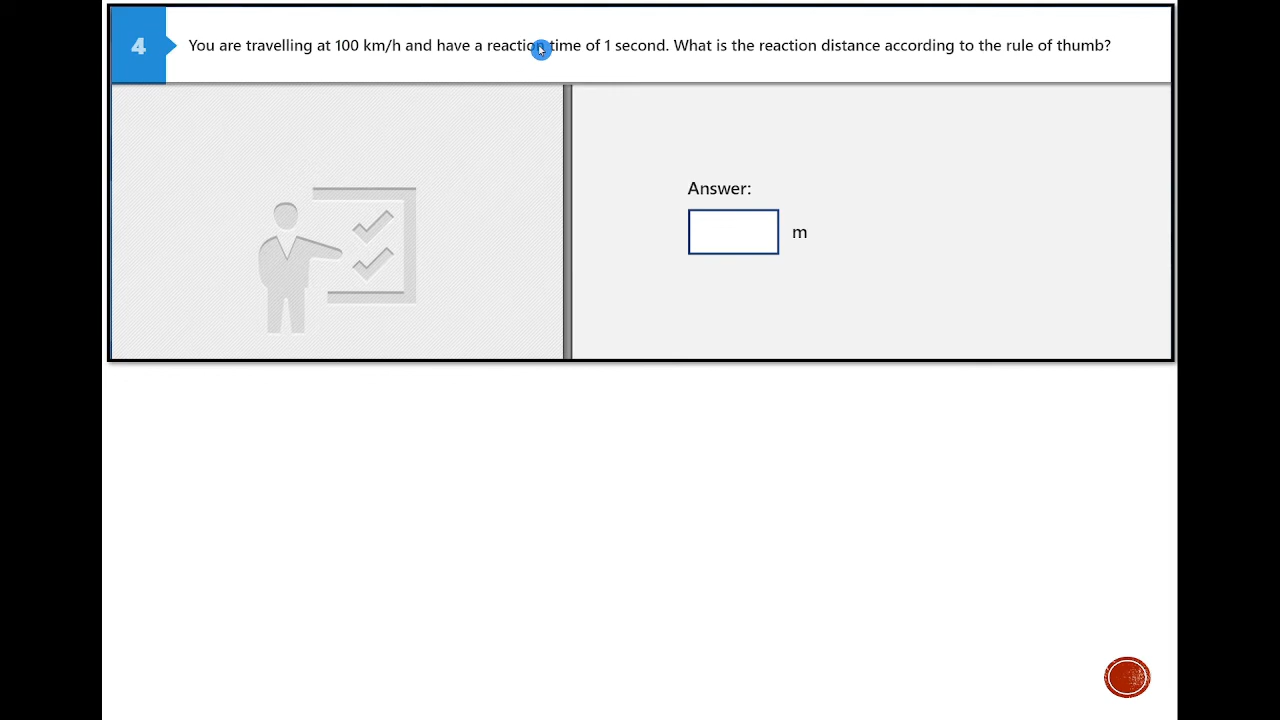 4
You are travelling at 100 km/h and have a reaction time of 1 second. What is the reaction distance according to the rule of thumb?
Answer:
m